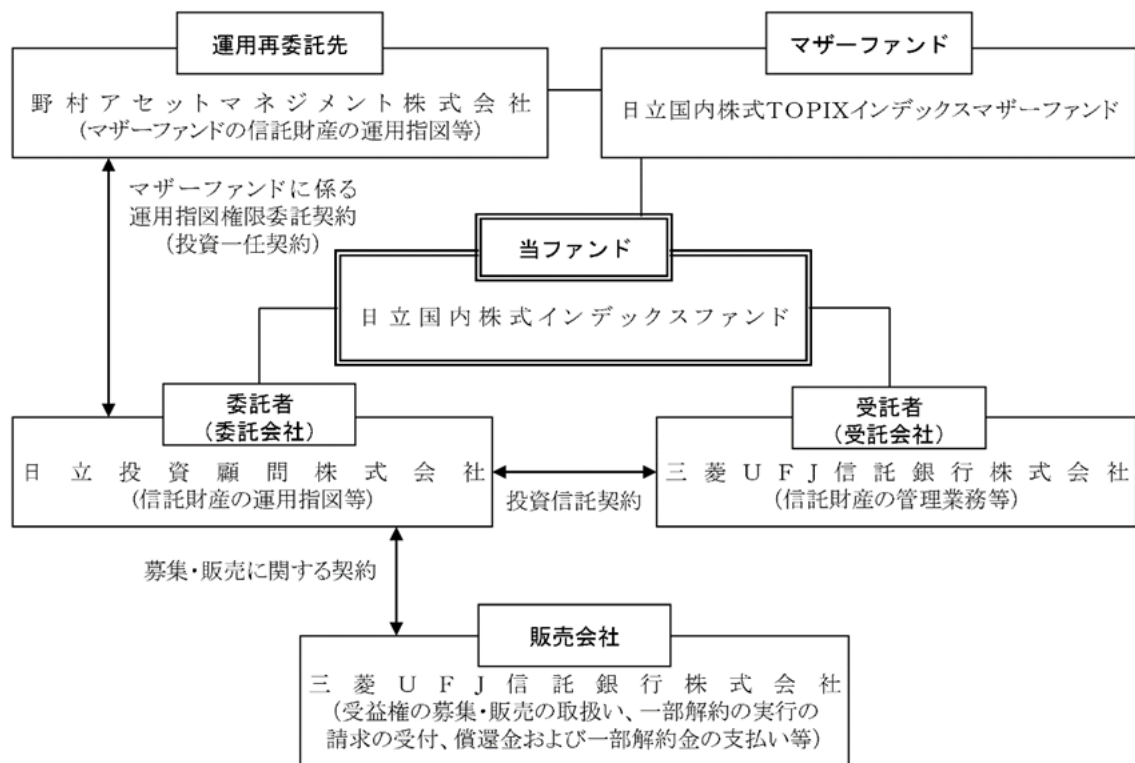 運用再委託先
野村アセットマネジメント株式会社
(マザーファンドの信託財産の運用指図等)
マザーファンド
日立国内株式TOPIXインデックスマザーファンド
マザーファンドに係る
運用指図権限委託契約
(投資一任契約)
当ファンド
日立国内株式インデックスファンド
委託者
(委託会社)
日立投資顧問株式会社
(信託財産の運用指図等)
投資信託契約
受託者
(受託会社)
三菱UFJ信託銀行株式会社
(信託財産の管理業務等)
募集・販売に関する契約
販売会社
三菱UFJ信託銀行株式会社
(受益権の募集・販売の取扱い、一部解約の実行の
請求の受付、償還金および一部解約金の支払い等)